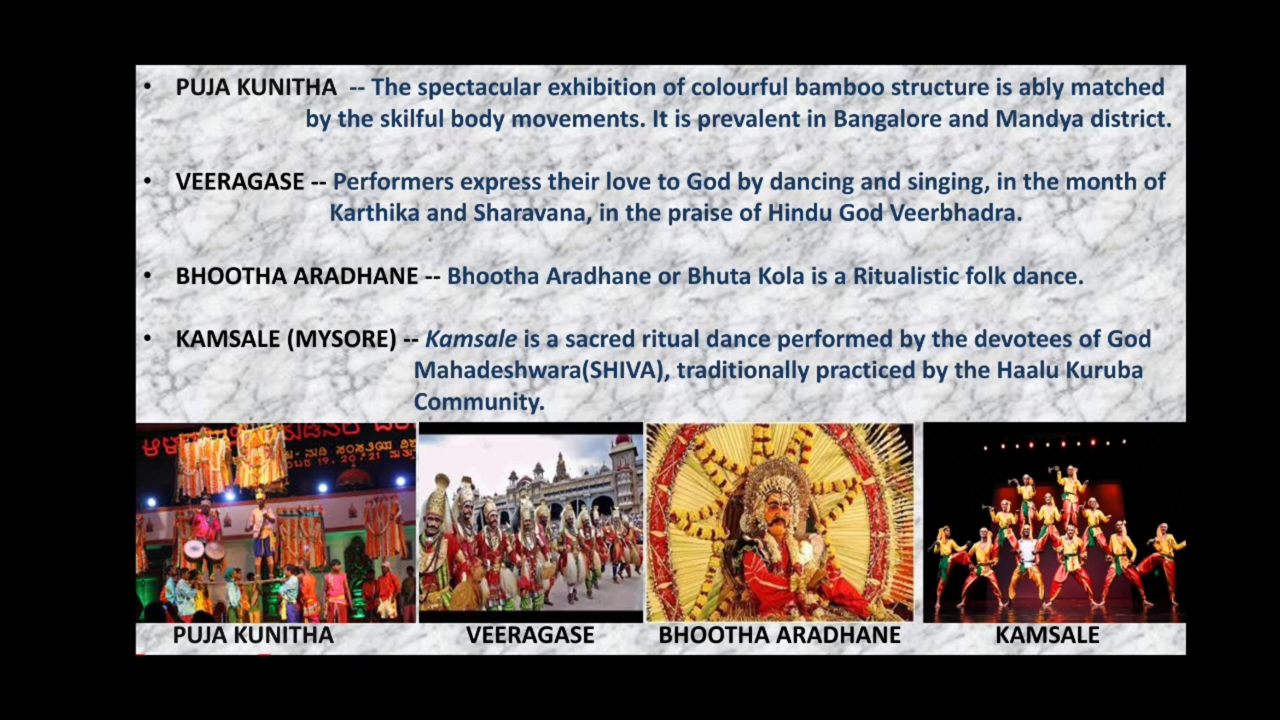 • PUJA KUNITHA -- The spectacular exhibition of colourful bamboo structure is ably matched
by the skilful body movements. It is prevalent in Bangalore and Mandya district.
• VEERAGASE -- Performers express their love to God by dancing and singing, in the month of
Karthika and Sharavana, in the praise of Hindu God Veerbhadra.
• BHOOTHA ARADHANE -- Bhootha Aradhane or Bhuta Kola is a Ritualistic folk dance.
• KAMSALE (MYSORE) -- Kamsale is a sacred ritual dance performed by the devotees of God
Mahadeshwara(SHIVA), traditionally practiced by the Haalu Kuruba
Community.
ನುಡಿ ಸಂಸ್ಕೃತಿಯ
19, 20, 21
PUJA KUNITHA VEERAGASE BHOOTHA ARADHANE KAMSALE